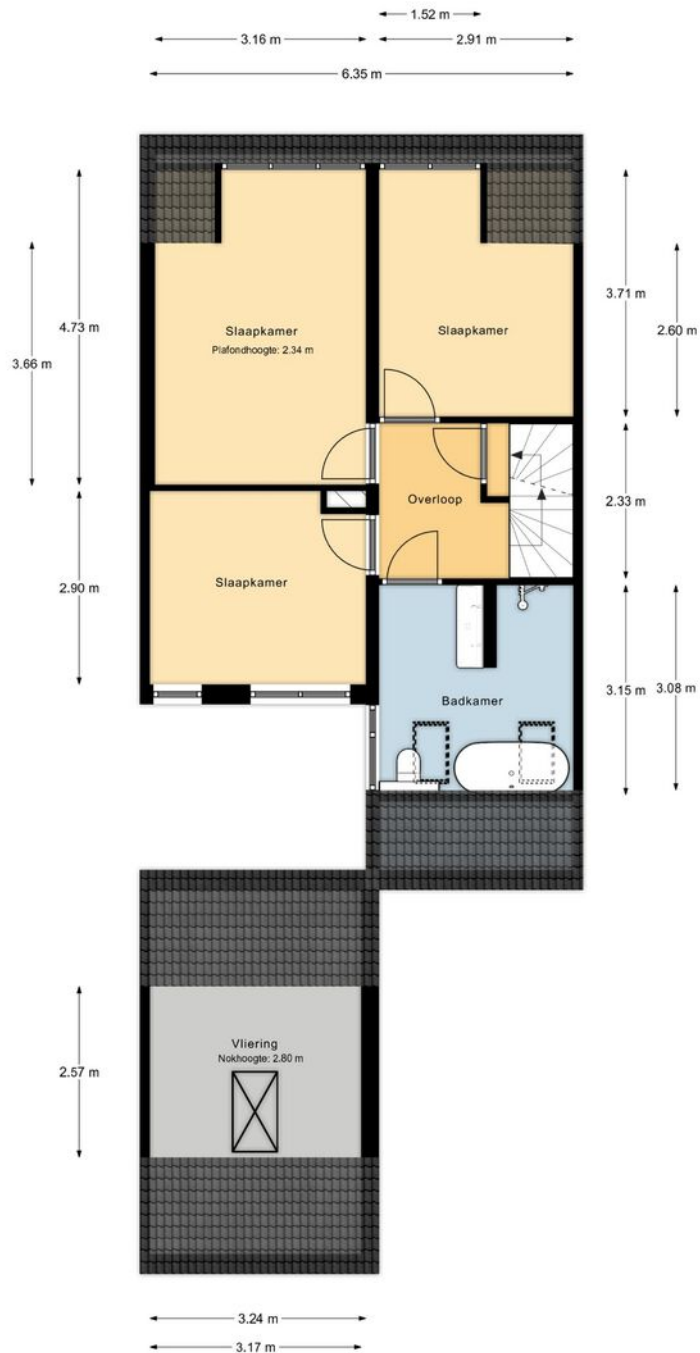 1.52 m
3.16 m
2.91 m
6.35 m
Slaapkamer
Plafondhoogte: 2.34 m
Slaapkamer
4.73 m
3.66 m
3.71 m
2.60 m
Overloop
2.33 m
Slaapkamer
2.90 m
Badkamer
3.15 m
3.08 m
Vliering
Nokhoogte: 2.80 m
2.57 m
3.24 m
3.17 m